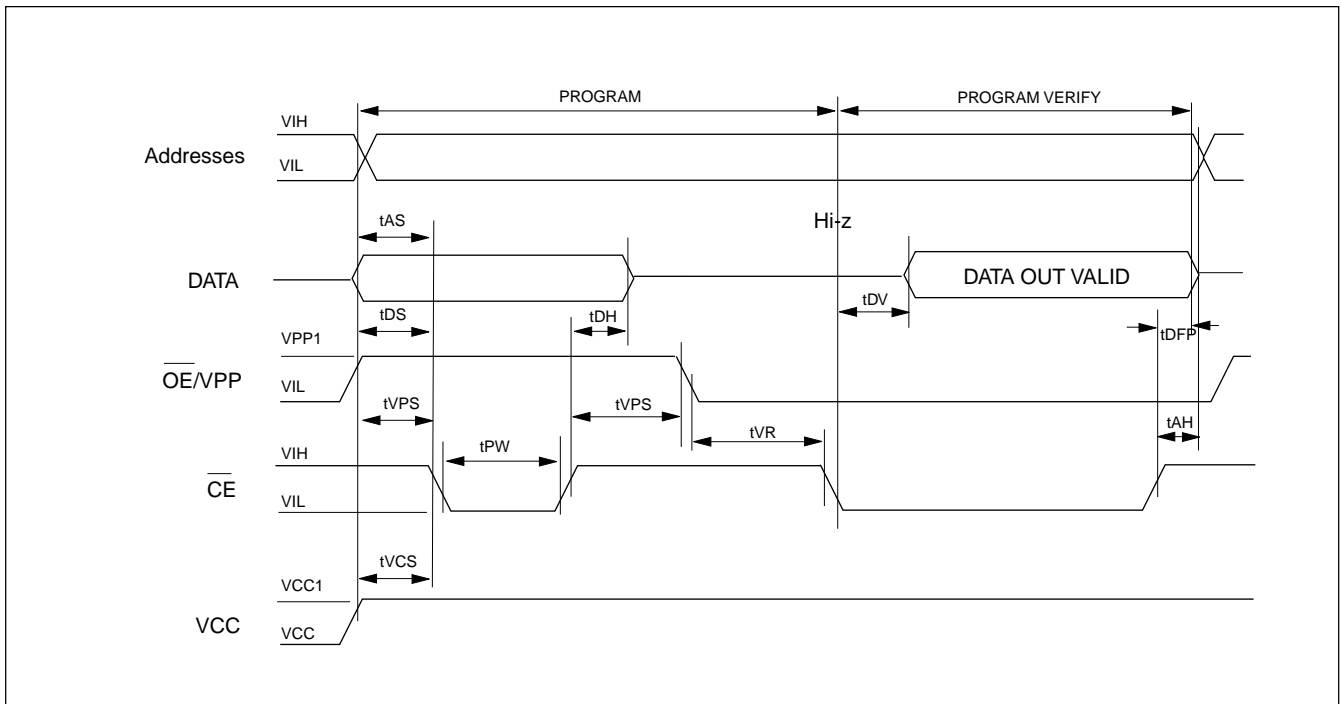 PROGRAM
PROGRAM VERIFY
VIH
Addresses
VIL
tAS
Hi-z
DATA
DATA OUT VALID
tDS
tDH
tDV
tDFP
VPP1
OE/VPP
VIL
tVPS
tVPS
tVR
tAH
VIH
tPW
CE
VIL
tVCS
VCC1
VCC
VCC